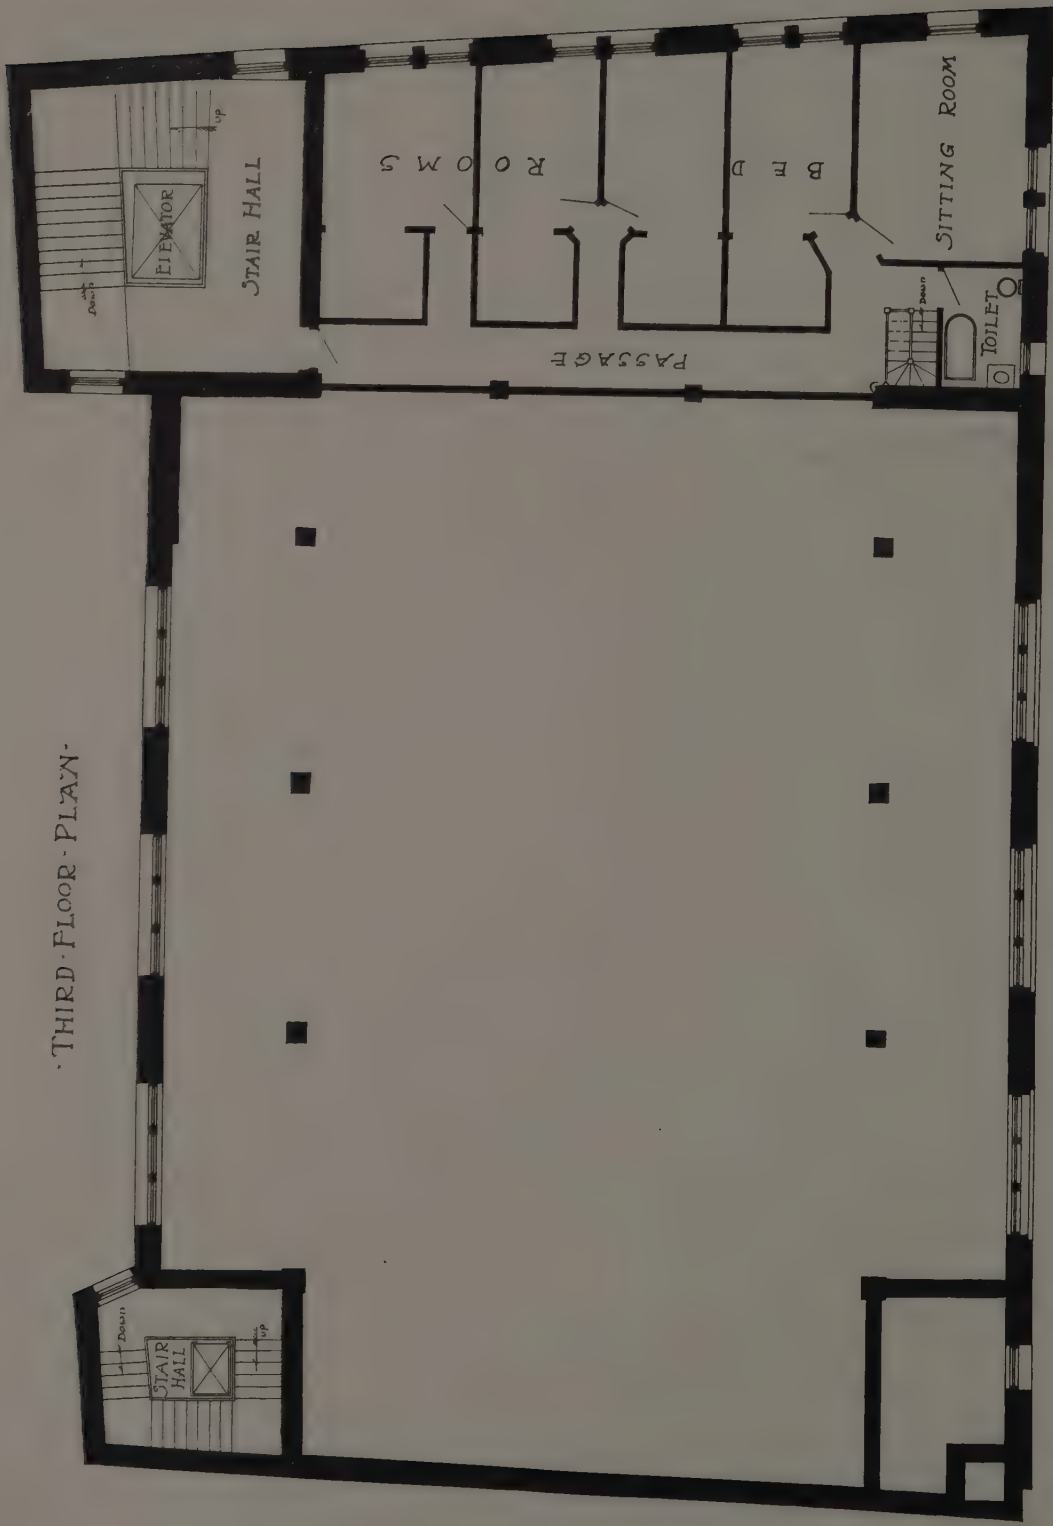 · THIRD · FLOOR · PLAN ·
UP
ELEVATOR
DOWN
STAIR HALL
BED ROOMS
SITTING ROOM
PASSAGE
DOWN
TOILET
DOWN
STAIR
HALL
UP